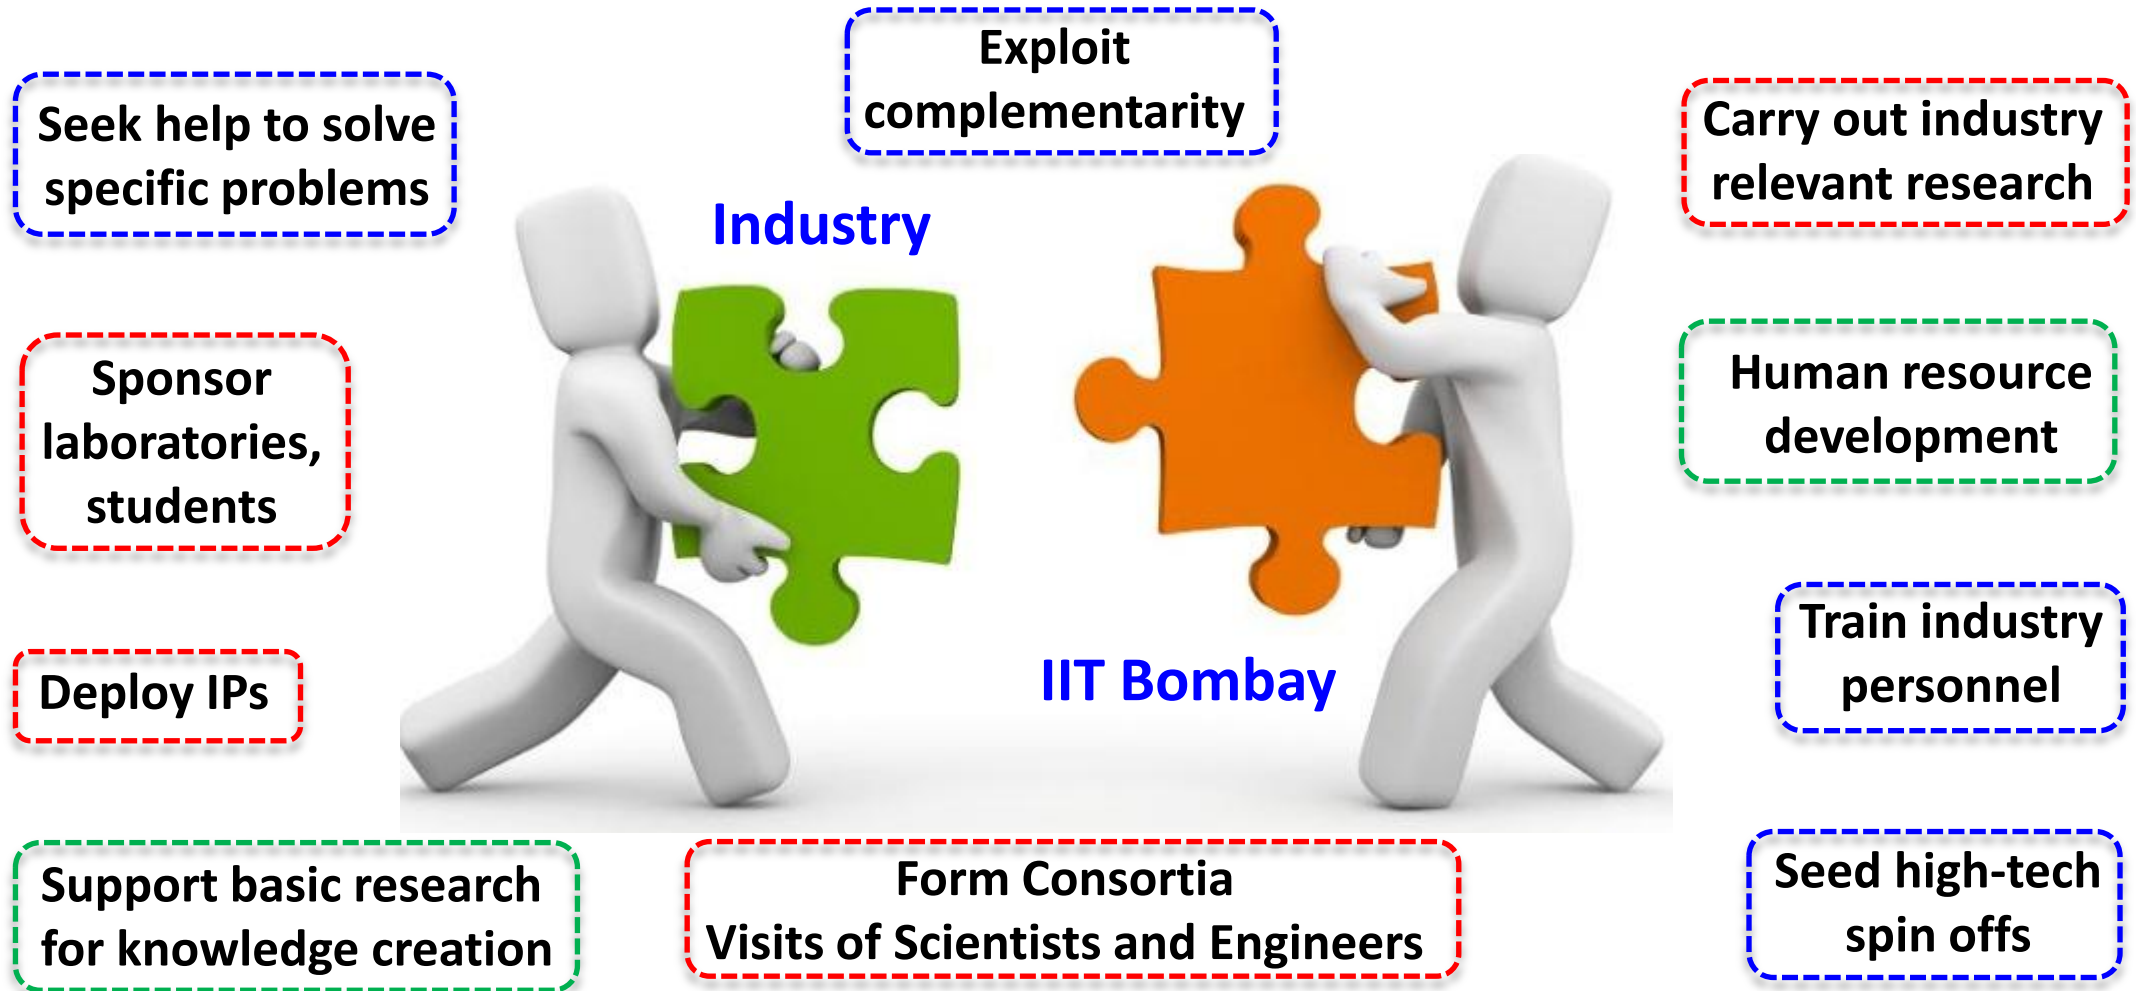 Exploit
complementarity
Seek help to solve
specific problems
Carry out industry
relevant research
Industry
Sponsor
laboratories,
students
Human resource
development
Deploy IPs
IIT Bombay
Train industry
personnel
Support basic research
for knowledge creation
Form Consortia
Visits of Scientists and Engineers
Seed high-tech
spin offs